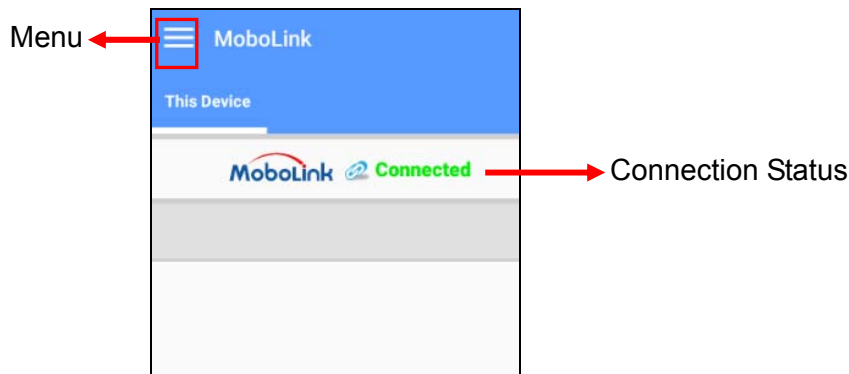 Menu
MoboLink
This Device
MoboLink Connected
Connection Status